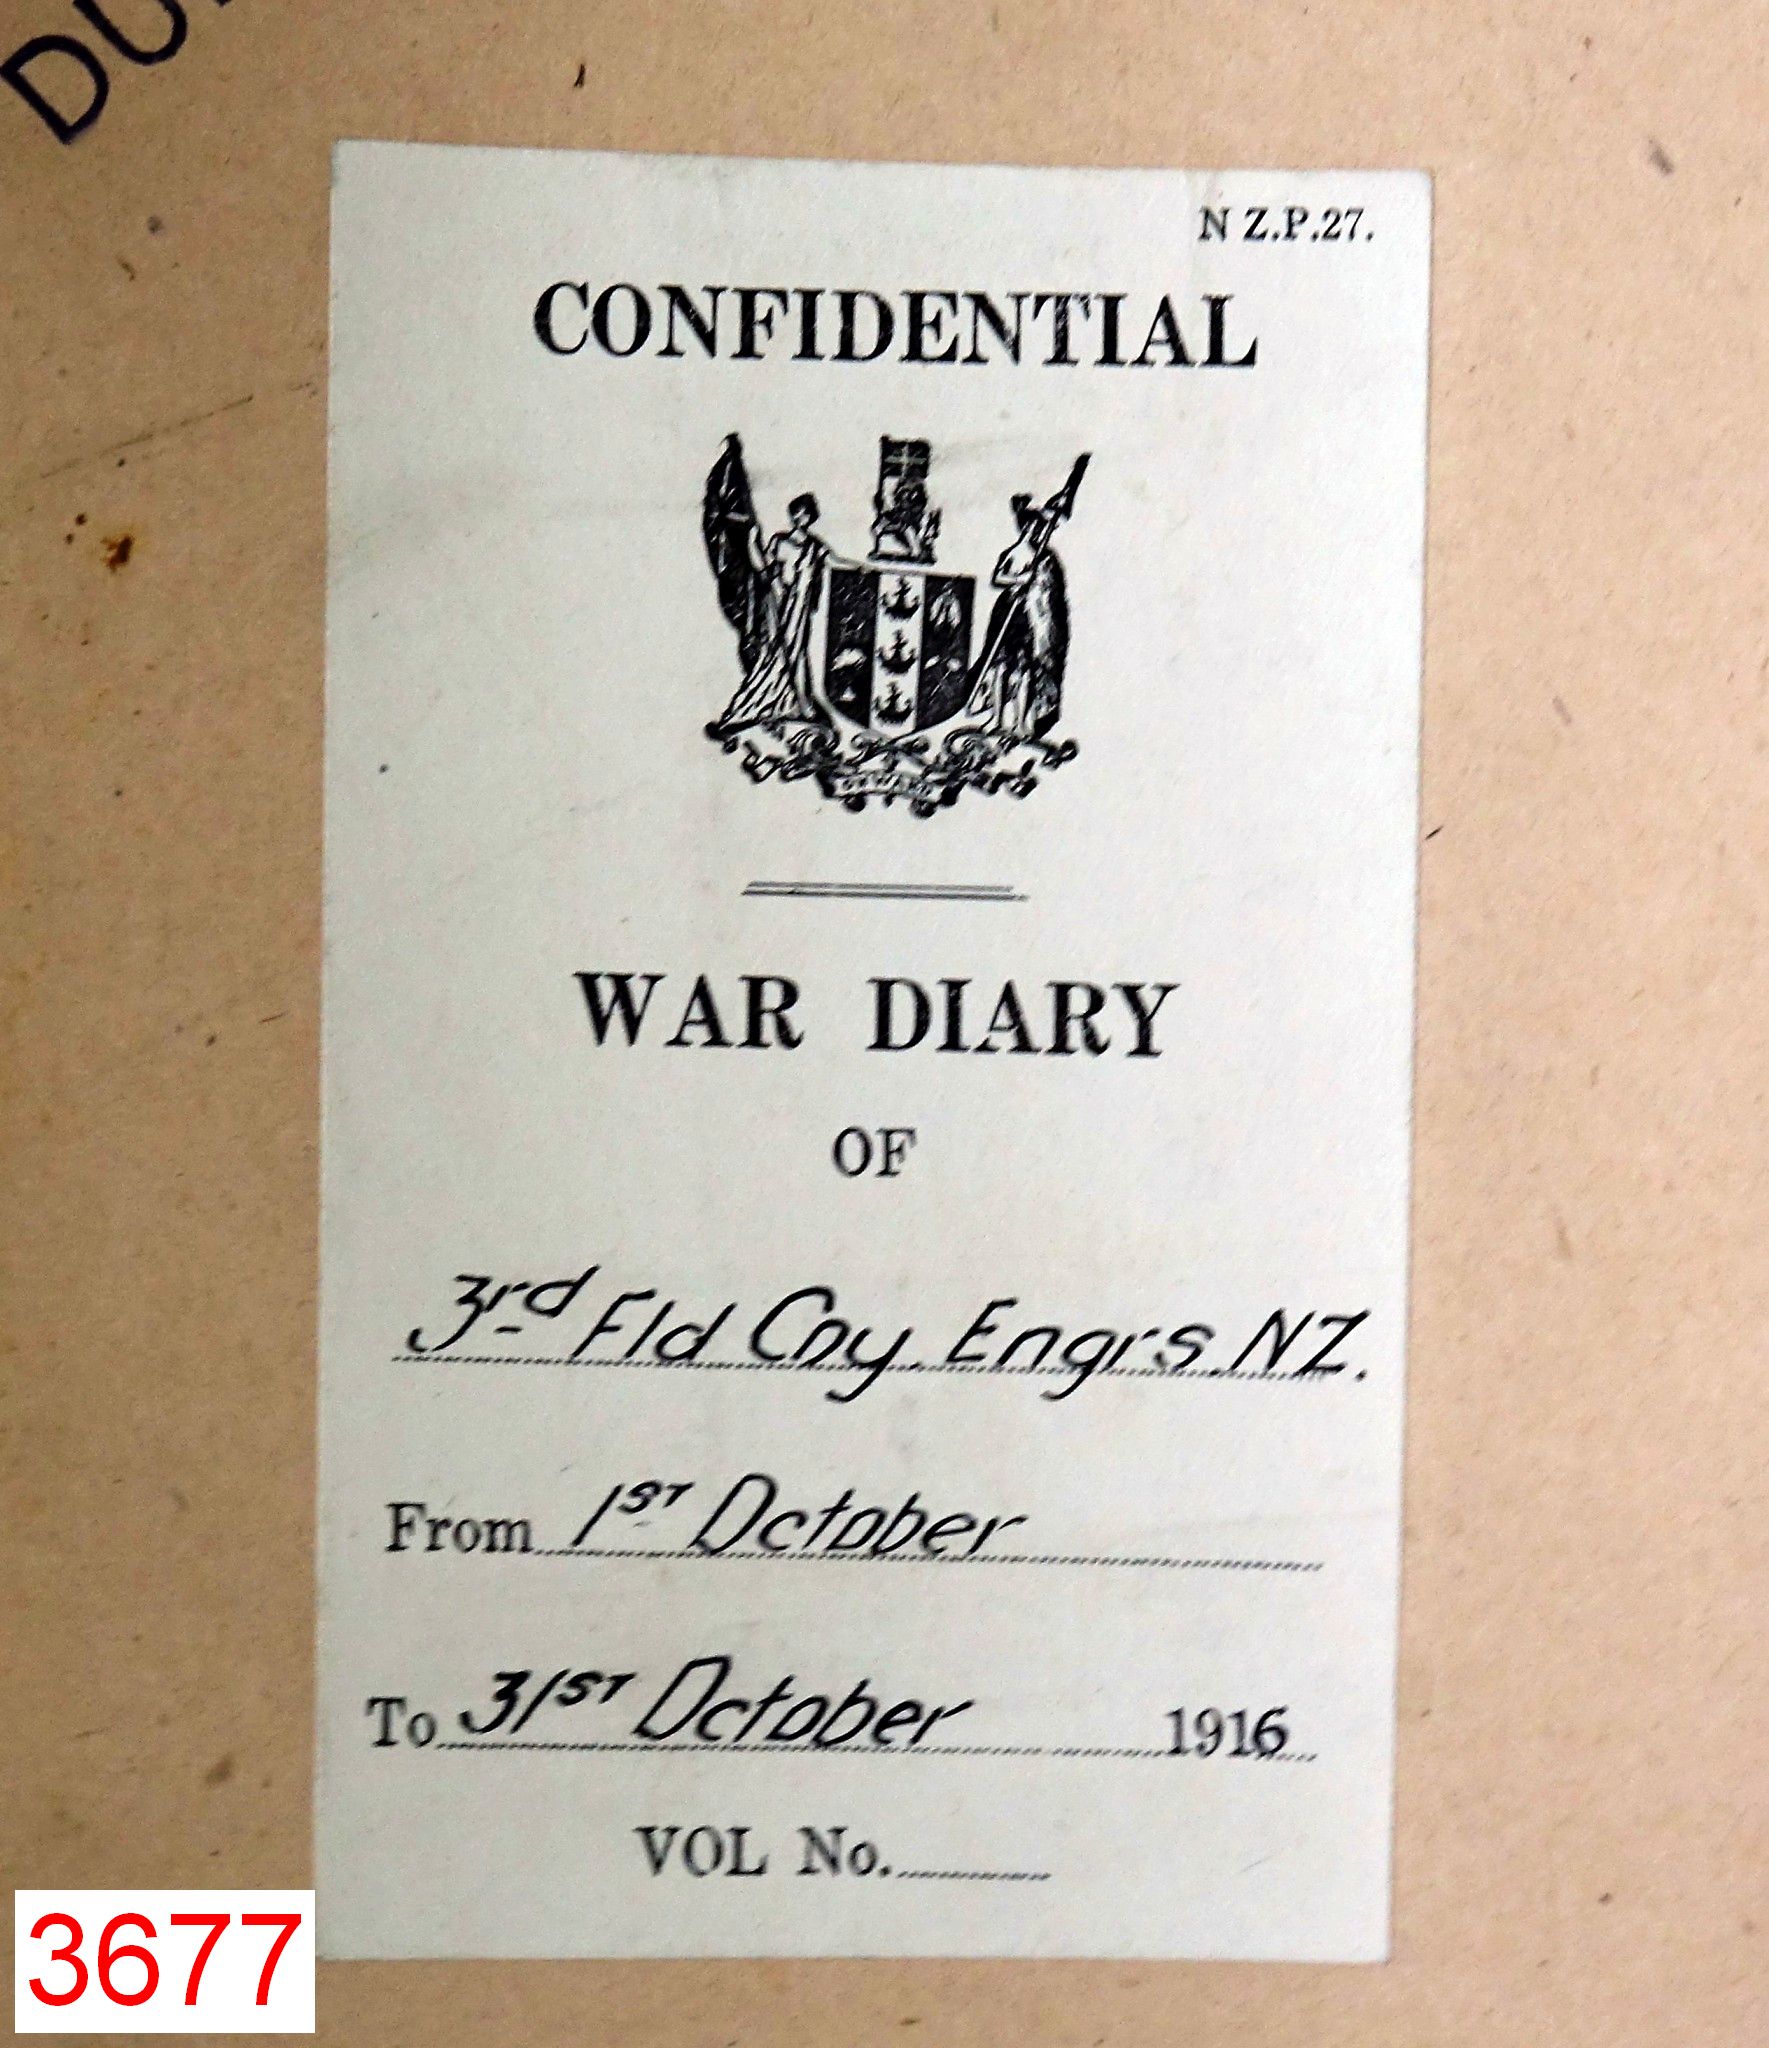 N Z.P.27.
CONFIDENTIAL
WAR DIARY
OF
3rd Fld Coy. Engrs. NZ.
From 1ST October
To 31ST October 1916
VOL No.
3677